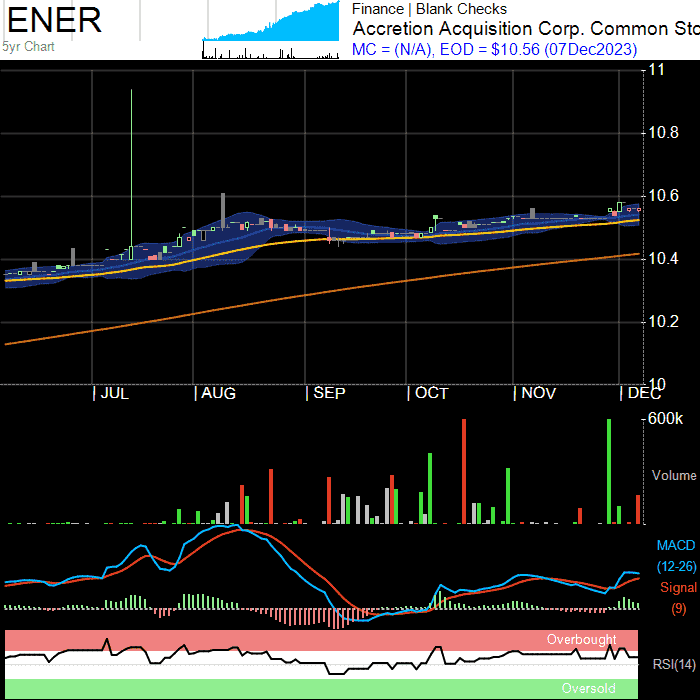 ENER
5yr Chart
Finance | Blank Checks
Accretion Acquisition Corp. Common Sto
MC = (N/A), EOD = $10.56 (07Dec2023)
11
10.8
10.6
10.4
10.2
10
| JUL | AUG | SEP | OCT | NOV | DEC
600k
Volume
MACD
(12-26)
Signal
(9)
Overbought
RSI(14)
Oversold